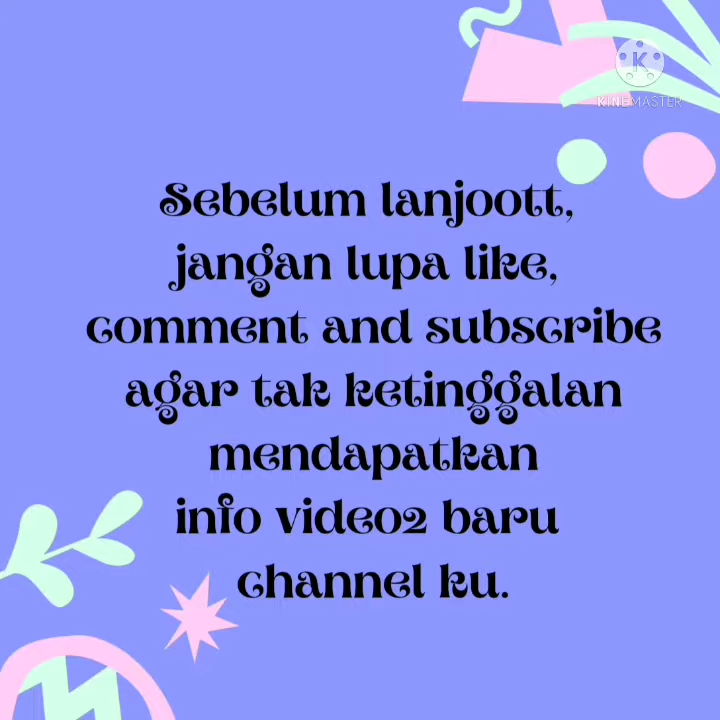 KINEMASTER
Sebelum lanjoott,
jangan lupa like,
comment and subscribe
agar tak ketinggalan
mendapatkan
info video2 baru
channel ku.